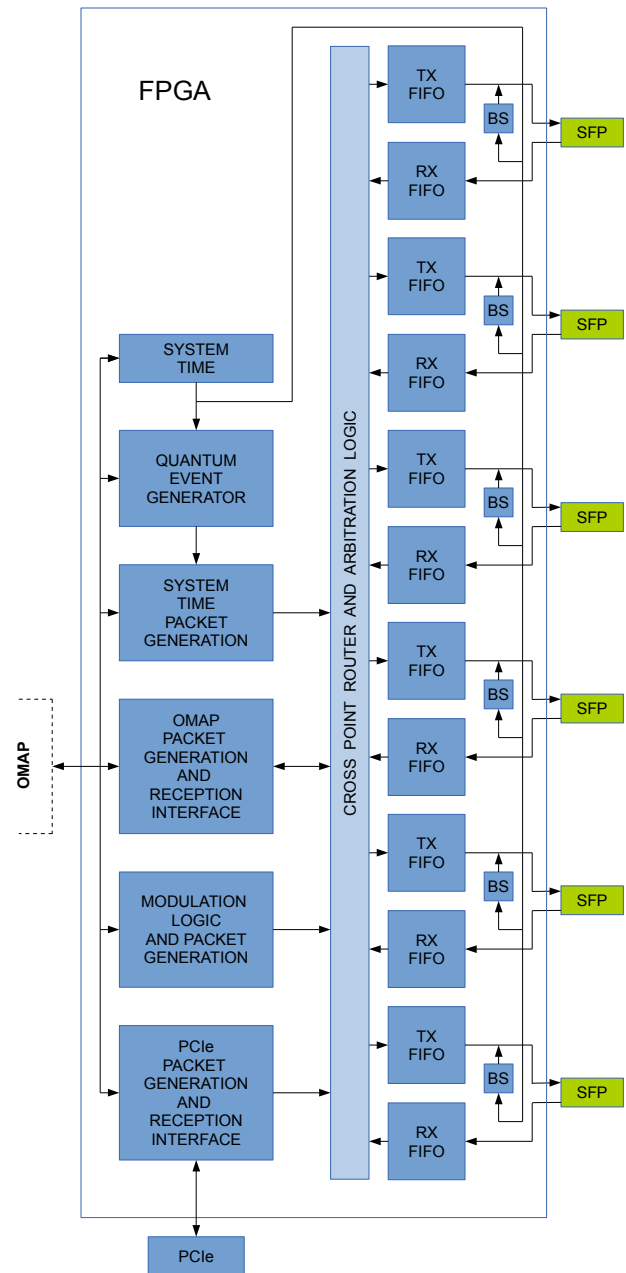 FPGA
SYSTEM
TIME
QUANTUM
EVENT
GENERATOR
SYSTEM
TIME
PACKET
GENERATION
OMAP
OMAP
PACKET
GENERATION
AND
RECEPTION
INTERFACE
MODULATION
LOGIC
AND PACKET
GENERATION
PCIe
PACKET
GENERATION
AND
RECEPTION
INTERFACE
PCIe
CROSS POINT ROUTER AND ARBITRATION LOGIC
TX
FIFO
BS
SFP
RX
FIFO
TX
FIFO
BS
SFP
RX
FIFO
TX
FIFO
BS
SFP
RX
FIFO
TX
FIFO
BS
SFP
RX
FIFO
TX
FIFO
BS
SFP
RX
FIFO
TX
FIFO
BS
SFP
RX
FIFO